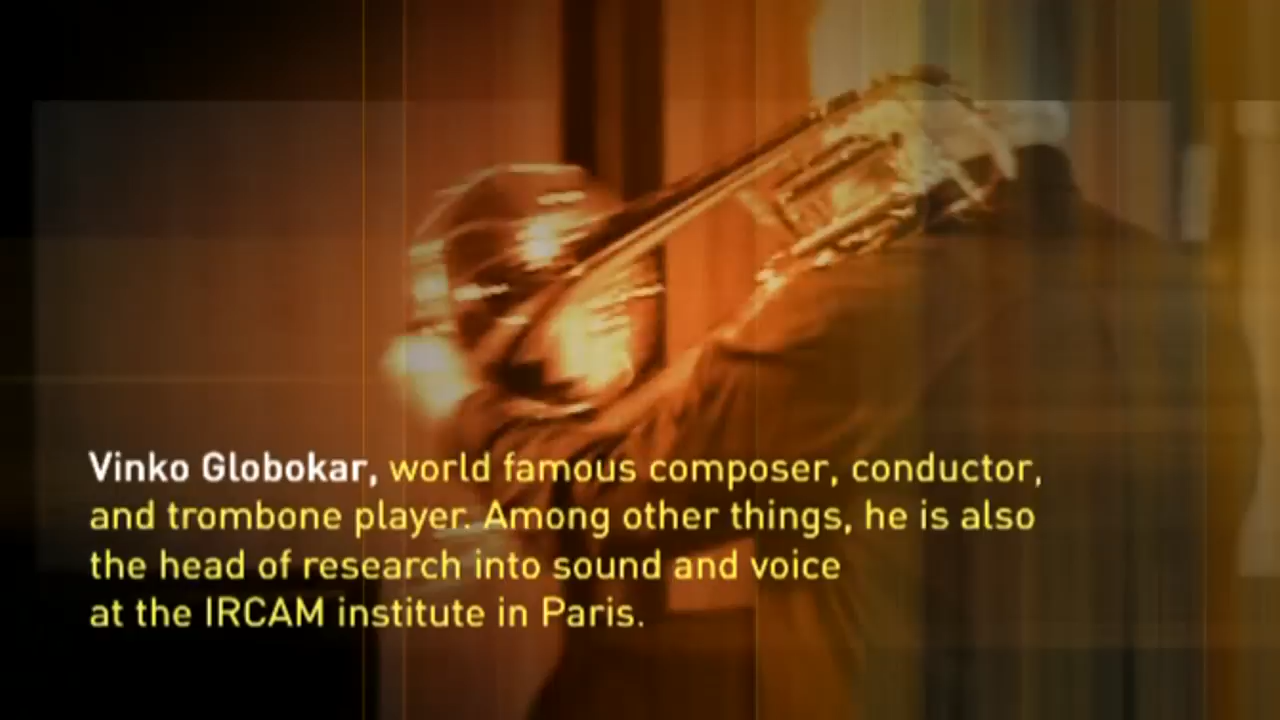 Vinko Globokar, world famous composer, conductor,
and trombone player. Among other things, he is also
the head of research into sound and voice
at the IRCAM institute in Paris.